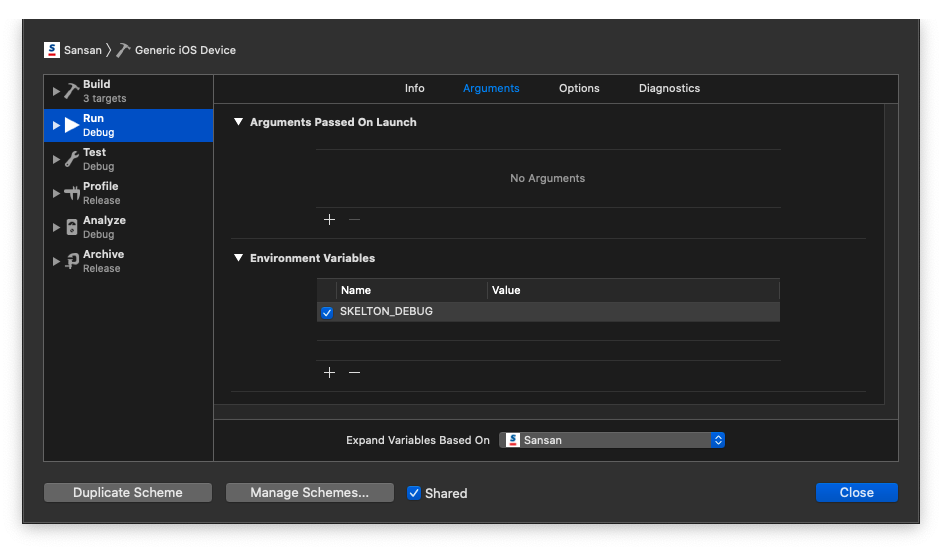 Sansan 〉 Generic iOS Device
Build
3 targets
Run
Debug
Test
Debug
Profile
Release
Analyze
Debug
Archive
Release
Info Arguments Options Diagnostics
Arguments Passed On Launch
No Arguments
Environment Variables
Name Value
SKELTON_DEBUG
Expand Variables Based On S Sansan
Duplicate Scheme Manage Schemes... Shared Close